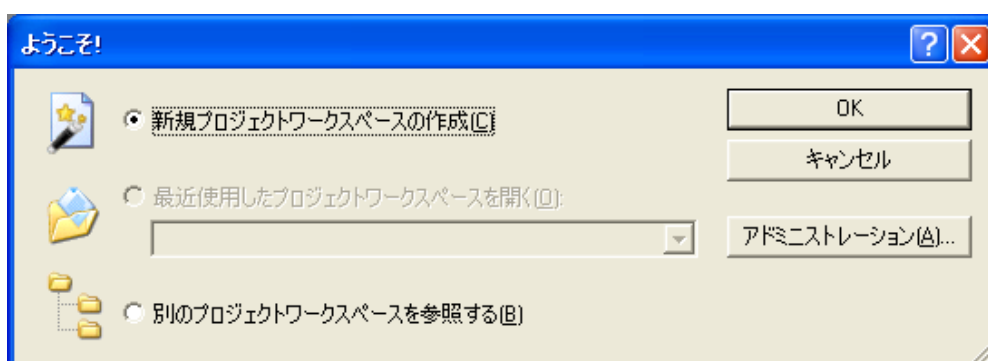 ようこそ!
新規プロジェクトワークスペースの作成(C)
最近使用したプロジェクトワークスペースを開く(O):
別のプロジェクトワークスペースを参照する(B)
OK
キャンセル
アドミニストレーション(A)...